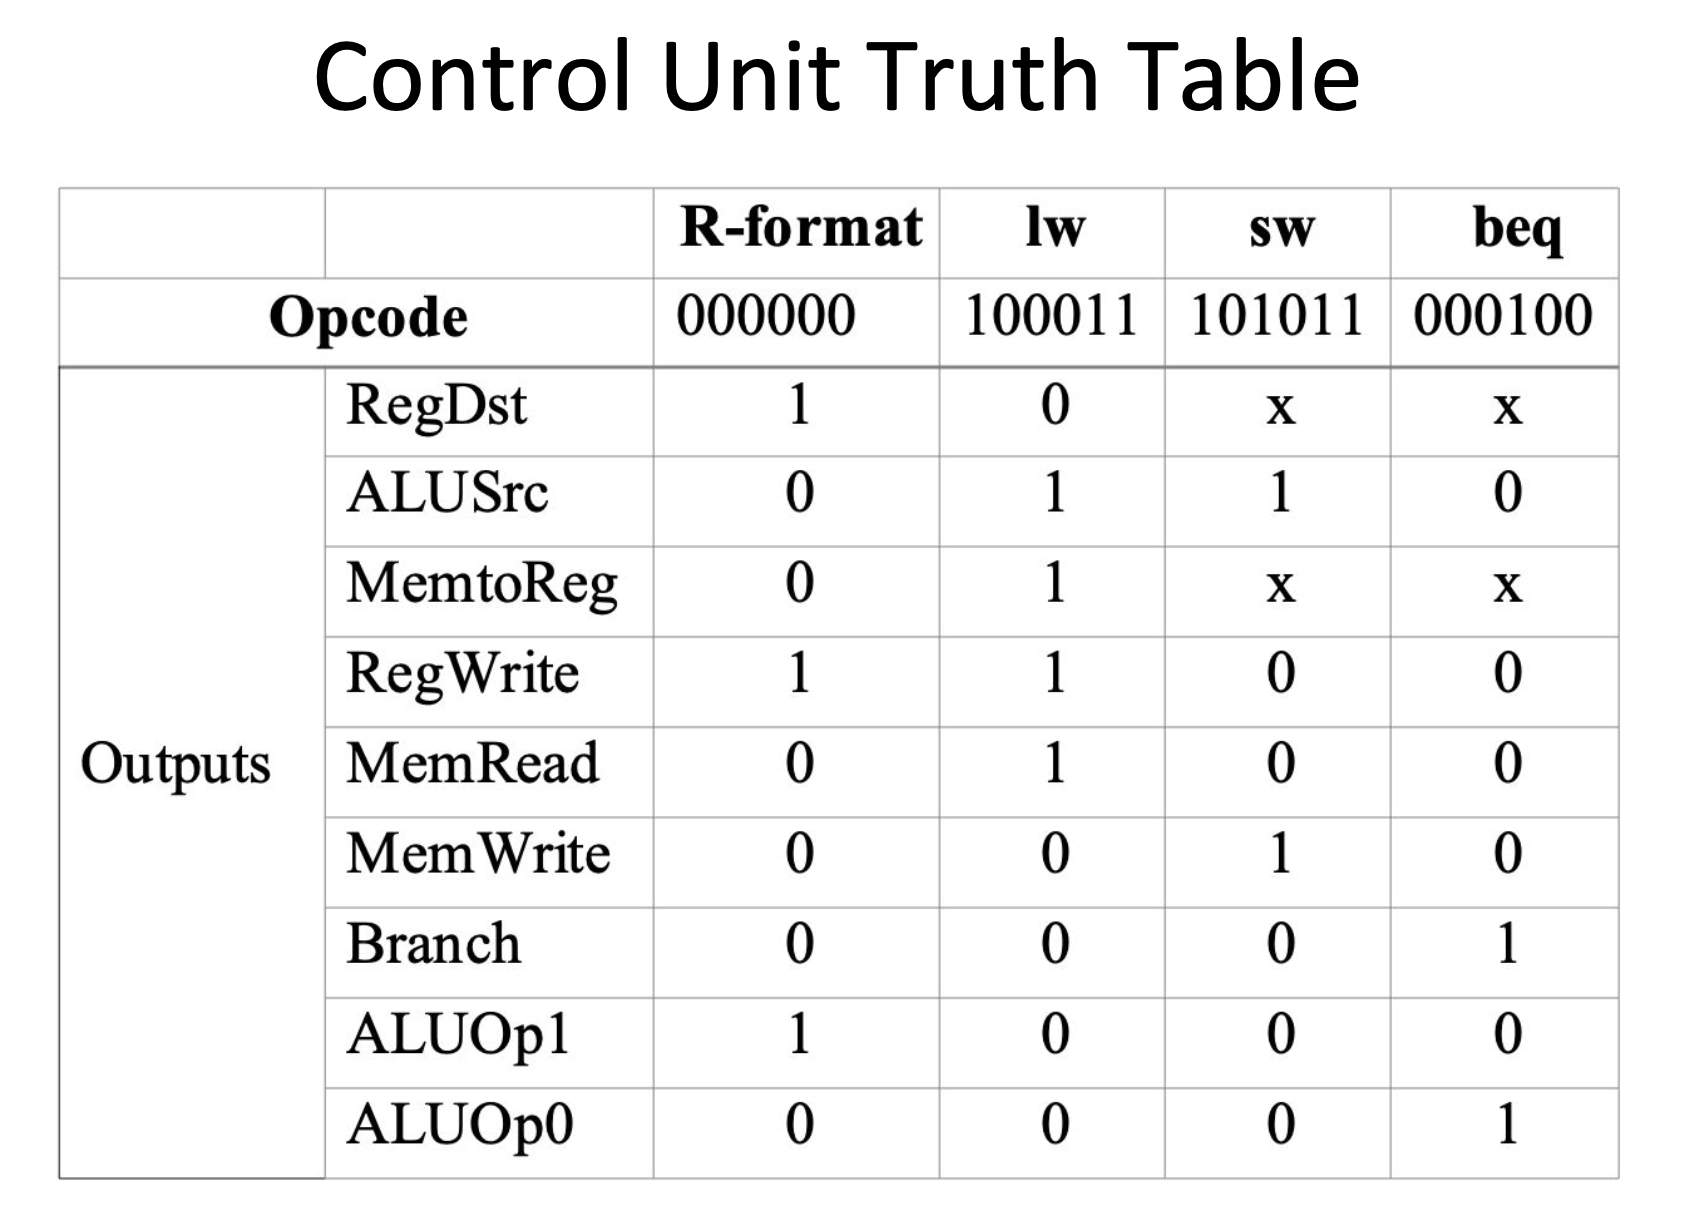 Control Unit Truth Table
R-format lw sw beq
Opcode 000000 100011 101011 000100
RegDst 1 0 x x
ALUSrc 0 1 1 0
MemtoReg 0 1 x x
RegWrite 1 1 0 0
Outputs MemRead 0 1 0 0
MemWrite 0 0 1 0
Branch 0 0 0 1
ALUOp1 1 0 0 0
ALUOp0 0 0 0 1